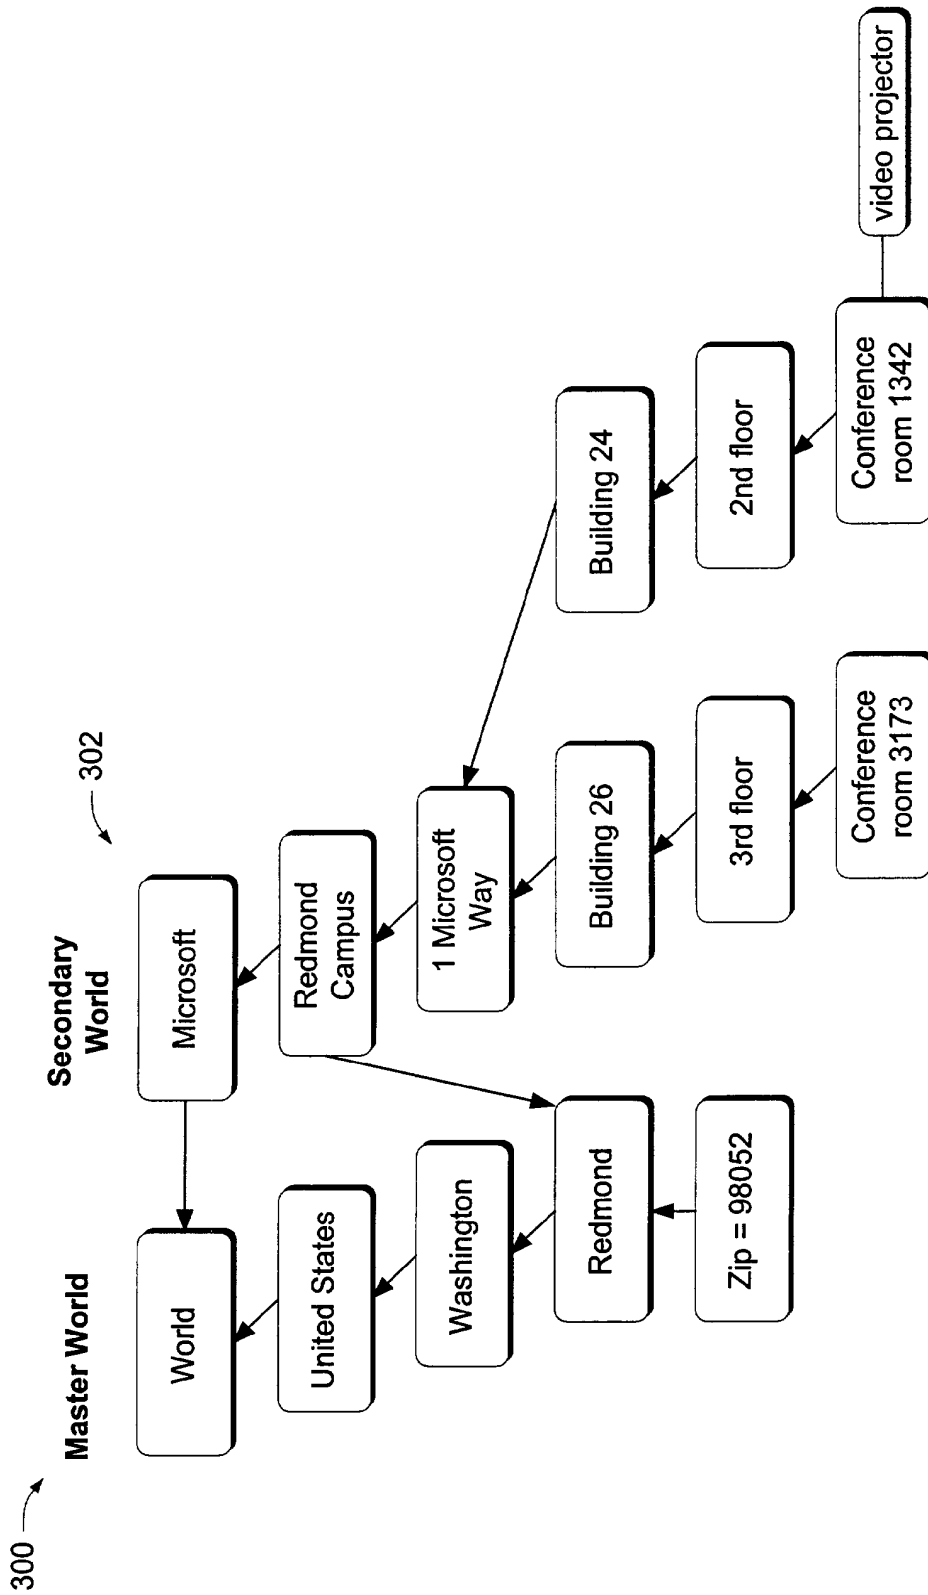 300
Master World
World
United States
Washington
Redmond
Zip = 98052
302
Secondary
World
Microsoft
Redmond
Campus
1 Microsoft
Way
Building 26
3rd floor
Conference
room 3173
Building 24
2nd floor
Conference
room 1342
video projector